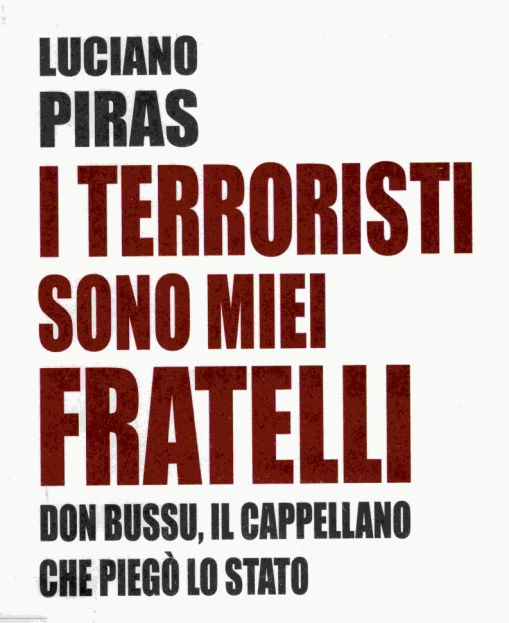 LUCIANO
PIRAS
I TERRORISTI
SONO MIEI
FRATELLI
DON BUSSU, IL CAPPELLANO
CHE PIEGÒ LO STATO